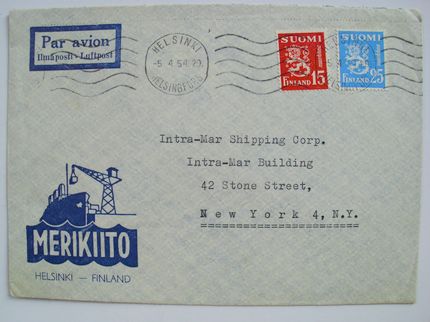 Par avion
Ilmaposti - Luftpost
HELSINKI
-5.4.54.20.
HELSINGFORS
SUOMI
FINLAND 15
SUOMI
FINLAND 25
Intra-Mar Shipping Corp.
Intra-Mar Building
42 Stone Street,
New York 4, N.Y.
MERIKIITO
HELSINKI — FINLAND